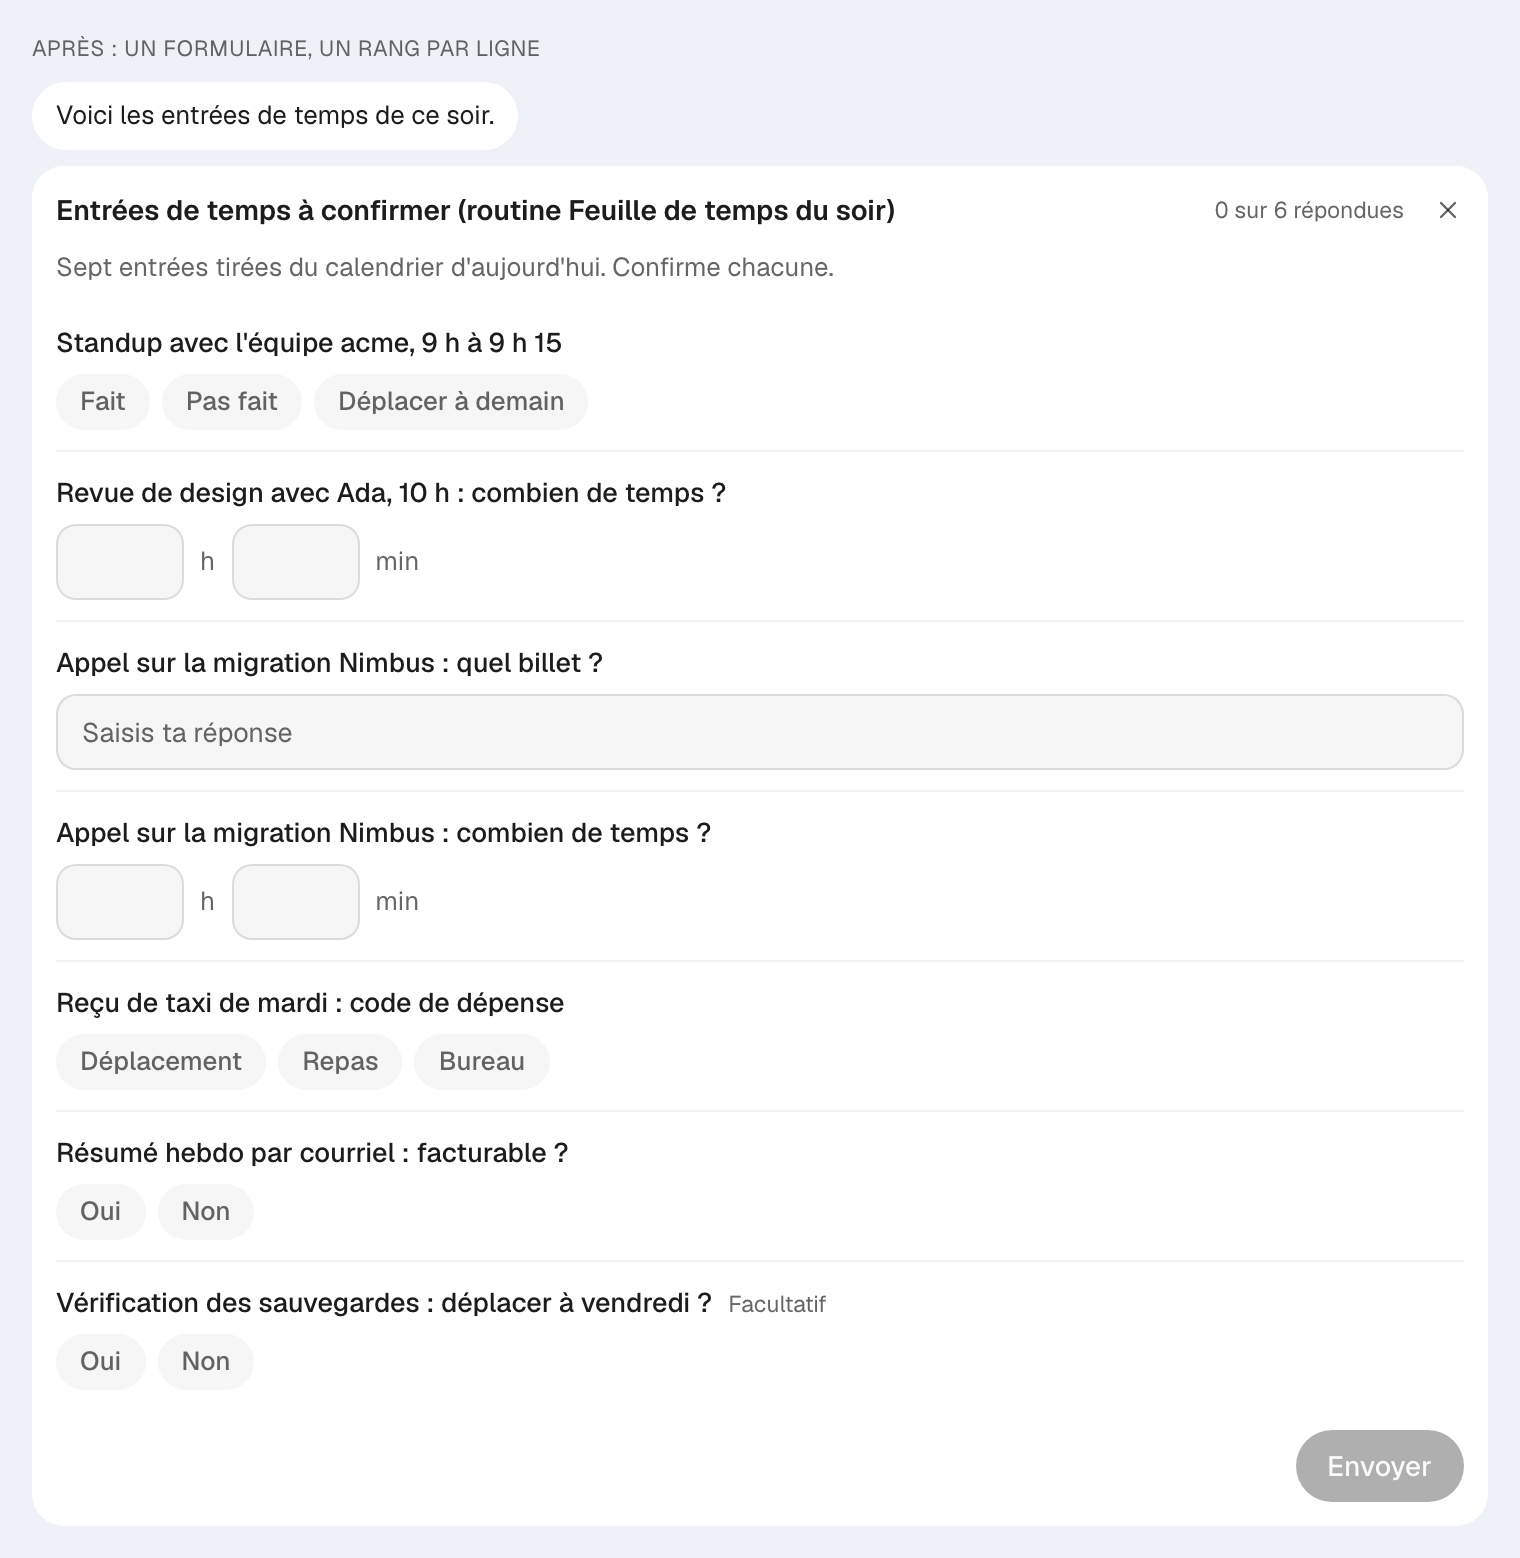 APRÈS : UN FORMULAIRE, UN RANG PAR LIGNE
Voici les entrées de temps de ce soir.
Entrées de temps à confirmer (routine Feuille de temps du soir)
0 sur 6 répondues
Sept entrées tirées du calendrier d'aujourd'hui. Confirme chacune.
Standup avec l'équipe acme, 9 h à 9 h 15
Fait Pas fait Déplacer à demain
Revue de design avec Ada, 10 h : combien de temps ?
h min
Appel sur la migration Nimbus : quel billet ?
Saisis ta réponse
Appel sur la migration Nimbus : combien de temps ?
h min
Reçu de taxi de mardi : code de dépense
Déplacement Repas Bureau
Résumé hebdo par courriel : facturable ?
Oui Non
Vérification des sauvegardes : déplacer à vendredi ? Facultatif
Oui Non
Envoyer